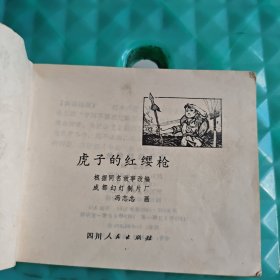 虎子的红缨枪
根据同名故事改编
成都幻灯制片厂
冯志忠 画
四川人民出版社